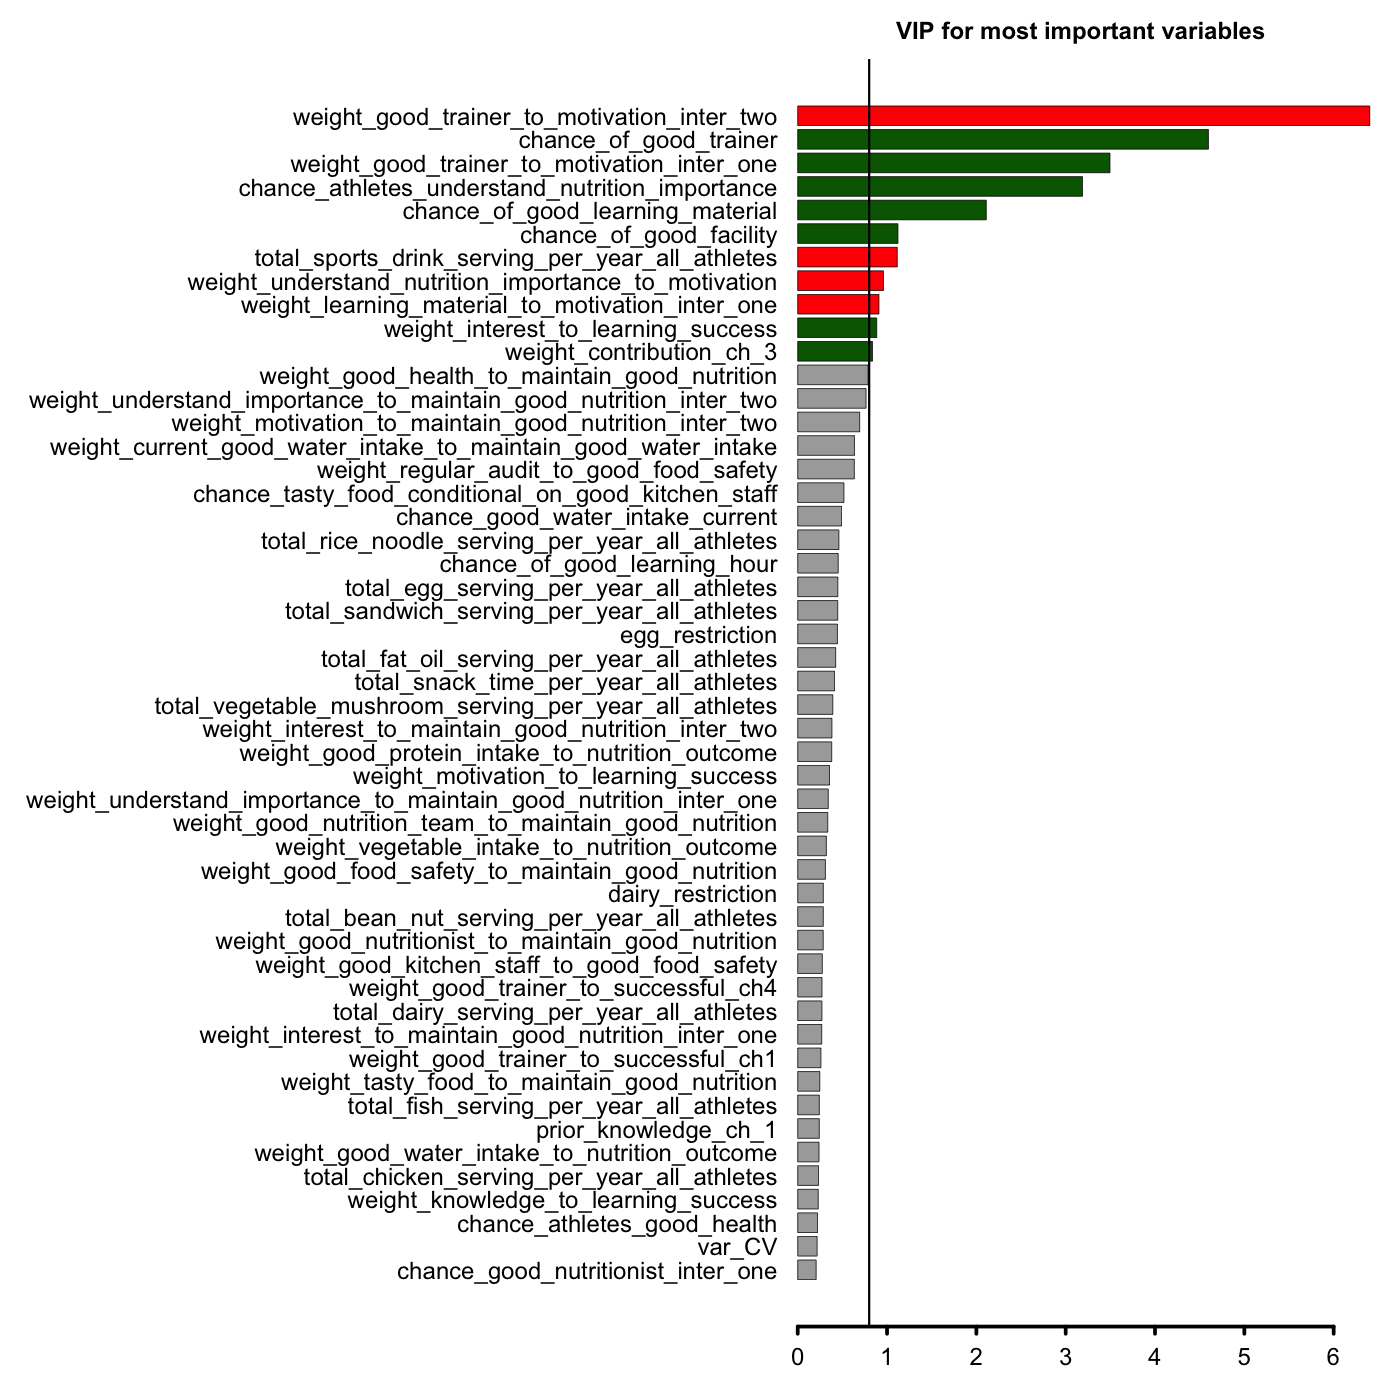 VIP for most important variables
weight_good_trainer_to_motivation_inter_two
chance_of_good_trainer
weight_good_trainer_to_motivation_inter_one
chance_athletes_understand_nutrition_importance
chance_of_good_learning_material
chance_of_good_facility
total_sports_drink_serving_per_year_all_athletes
weight_understand_nutrition_importance_to_motivation
weight_learning_material_to_motivation_inter_one
weight_interest_to_learning_success
weight_contribution_ch_3
weight_good_health_to_maintain_good_nutrition
weight_understand_importance_to_maintain_good_nutrition_inter_two
weight_motivation_to_maintain_good_nutrition_inter_two
weight_current_good_water_intake_to_maintain_good_water_intake
weight_regular_audit_to_good_food_safety
chance_tasty_food_conditional_on_good_kitchen_staff
chance_good_water_intake_current
total_rice_noodle_serving_per_year_all_athletes
chance_of_good_learning_hour
total_egg_serving_per_year_all_athletes
total_sandwich_serving_per_year_all_athletes
egg_restriction
total_fat_oil_serving_per_year_all_athletes
total_snack_time_per_year_all_athletes
total_vegetable_mushroom_serving_per_year_all_athletes
weight_interest_to_maintain_good_nutrition_inter_two
weight_good_protein_intake_to_nutrition_outcome
weight_motivation_to_learning_success
weight_understand_importance_to_maintain_good_nutrition_inter_one
weight_good_nutrition_team_to_maintain_good_nutrition
weight_vegetable_intake_to_nutrition_outcome
weight_good_food_safety_to_maintain_good_nutrition
dairy_restriction
total_bean_nut_serving_per_year_all_athletes
weight_good_nutritionist_to_maintain_good_nutrition
weight_good_kitchen_staff_to_good_food_safety
weight_good_trainer_to_successful_ch4
total_dairy_serving_per_year_all_athletes
weight_interest_to_maintain_good_nutrition_inter_one
weight_good_trainer_to_successful_ch1
weight_tasty_food_to_maintain_good_nutrition
total_fish_serving_per_year_all_athletes
prior_knowledge_ch_1
weight_good_water_intake_to_nutrition_outcome
total_chicken_serving_per_year_all_athletes
weight_knowledge_to_learning_success
chance_athletes_good_health
var_CV
chance_good_nutritionist_inter_one
0 1 2 3 4 5 6